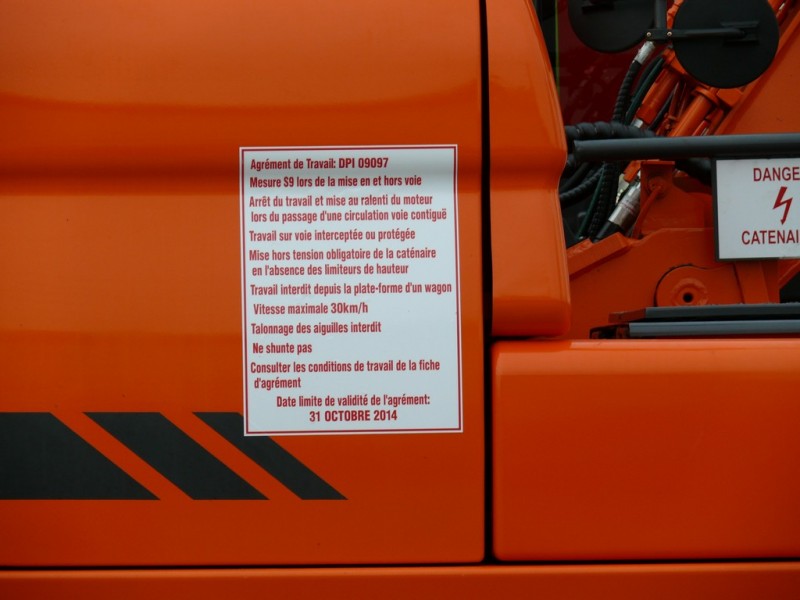 Agrément de Travail: DPI 09097
Mesure S9 lors de la mise en et hors voie
Arrêt du travail et mise au ralenti du moteur
lors du passage d'une circulation voie contiguë
Travail sur voie interceptée ou protégée
Mise hors tension obligatoire de la caténaire
en l'absence des limiteurs de hauteur
Travail interdit depuis la plate-forme d'un wagon
Vitesse maximale 30km/h
Talonnage des aiguilles interdit
Ne shunte pas
Consulter les conditions de travail de la fiche
d'agrément
Date limite de validité de l'agrément:
31 OCTOBRE 2014
DANGE
CATENAI